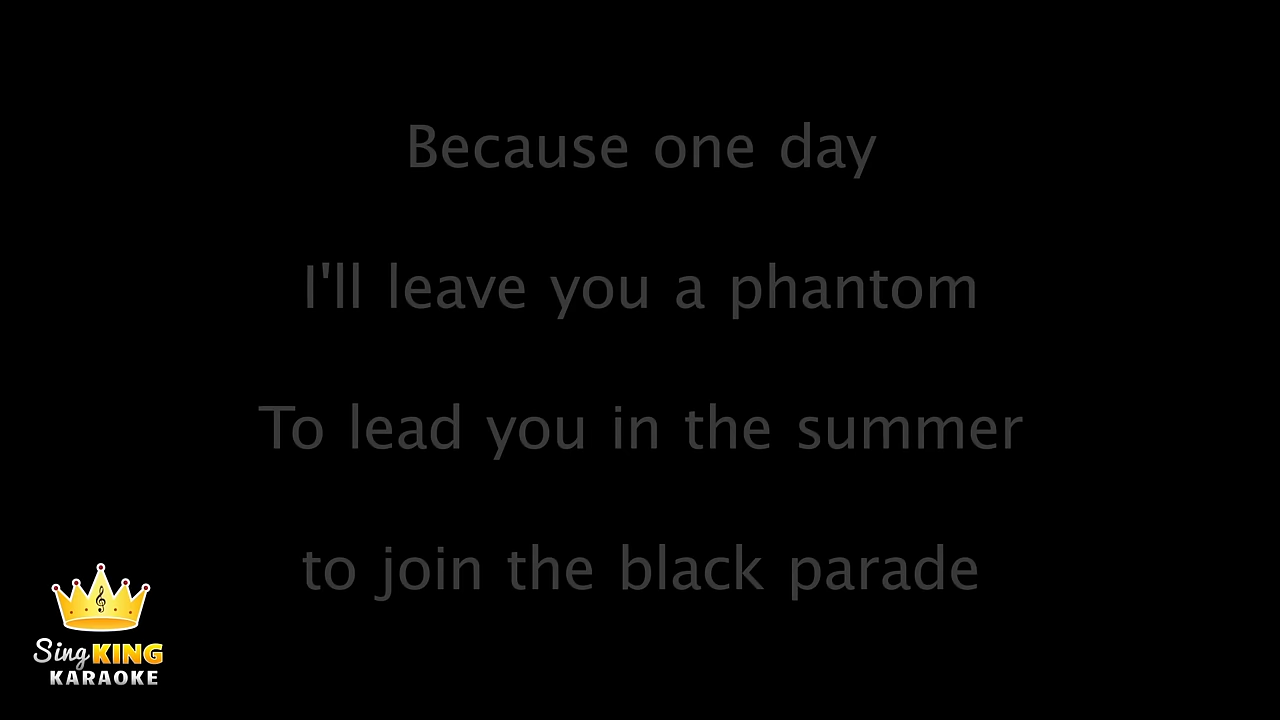 Because one day
I'll leave you a phantom
To lead you in the summer
to join the black parade
Sing KING
KARAOKE